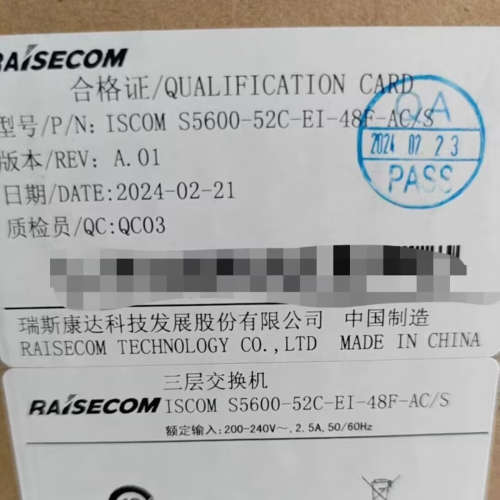 RAISECOM
合格证/QUALIFICATION CARD
型号/P/N: ISCOM S5600-52C-EI-48F-AC/S
版本/REV: A.01
日期/DATE:2024-02-21
质检员/QC:QC03
QA
2024 02 23
PASS
瑞斯康达科技发展股份有限公司 中国制造
RAISECOM TECHNOLOGY CO.,LTD MADE IN CHINA
三层交换机
RAISECOM ISCOM S5600-52C-EI-48F-AC/S
额定输入:200-240V~,2.5A,50/60Hz